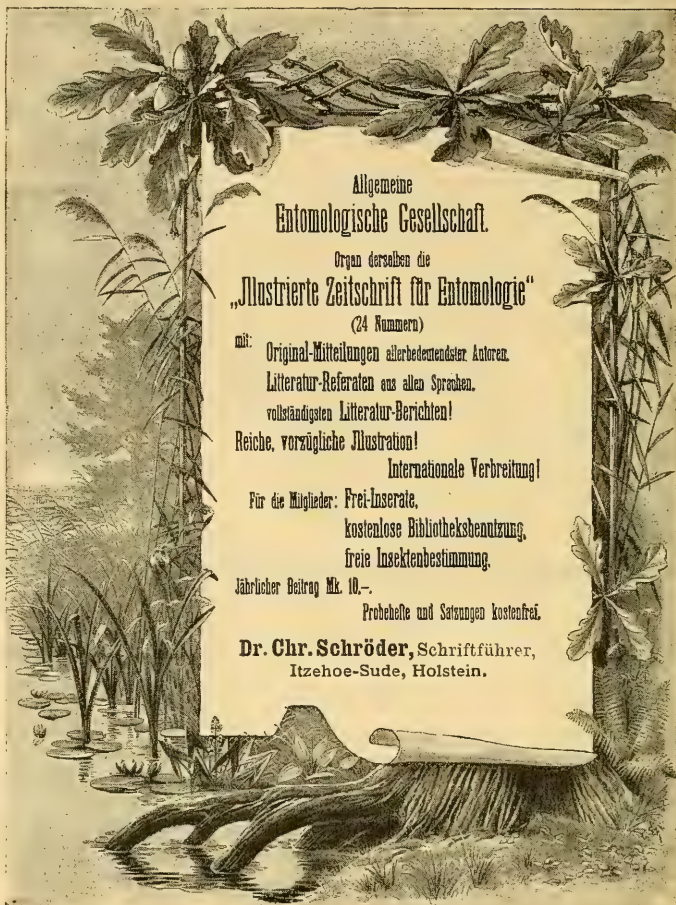 Allgemeine
Entomologische Gesellschaft.
Organ derselben die
„Illustrierte Zeitschrift für Entomologie“
(24 Nummern)
mit:
Original-Mitteilungen allerbedeutendster Autoren.
Litteratur-Referaten aus allen Sprachen.
vollständigsten Litteratur-Berichten!
Reiche, vorzügliche Illustration!
Internationale Verbreitung!
Für die Mitglieder: Frei-Inserate,
kostenlose Bibliotheksbenutzung,
freie Insektenbestimmung.
Jährlicher Beitrag Mk. 10.–.
Probehefte und Satzungen kostenfrei.
Dr. Chr. Schröder, Schriftführer,
Itzehoe-Sude, Holstein.